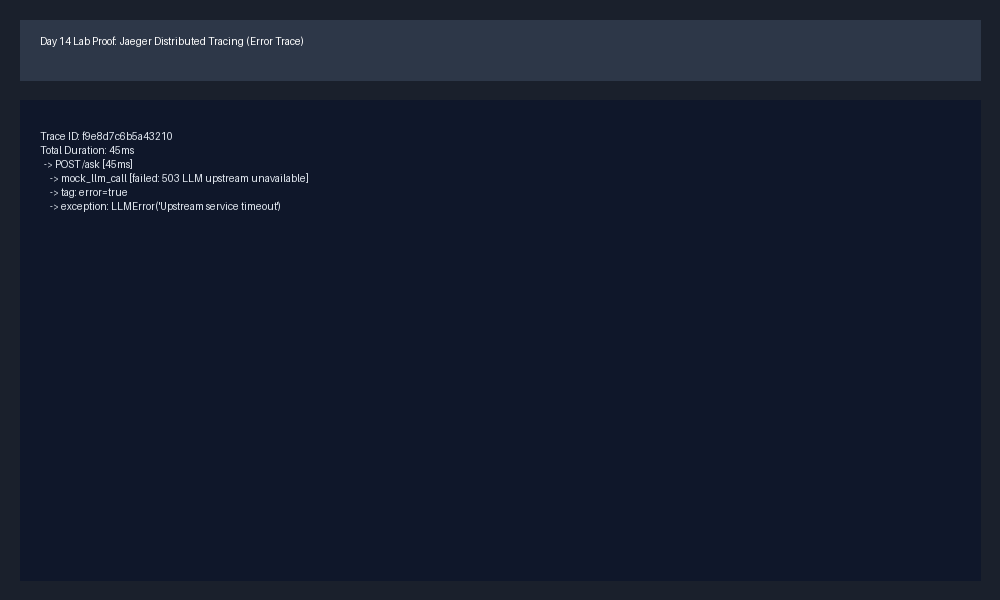 Day 14 Lab Proof: Jaeger Distributed Tracing (Error Trace)
Trace ID: f9e8d7c6b5a43210
Total Duration: 45ms
-> POST /ask [45ms]
-> mock_llm_call [failed: 503 LLM upstream unavailable]
-> tag: error=true
-> exception: LLMError('Upstream service timeout')